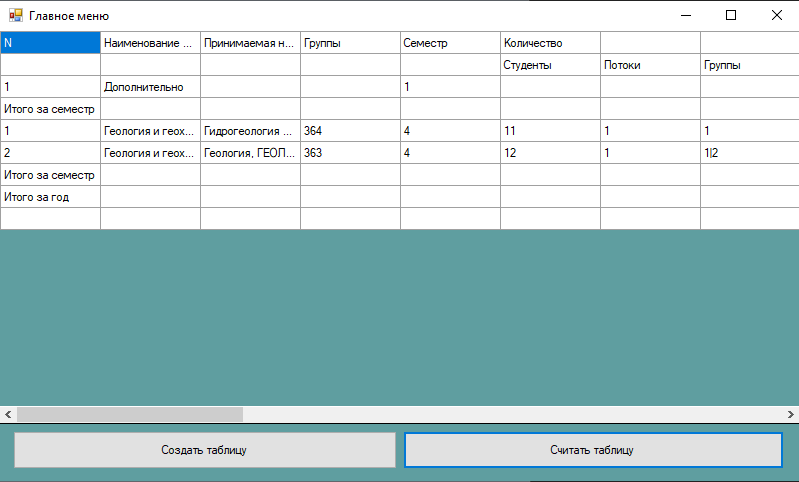 Главное меню
N Наименование ... Принимаемая н... Группы Семестр Количество
Студенты Потоки Группы
1 Дополнительно 1
Итого за семестр
1 Геология и геох... Гидрогеология ... 364 4 11 1 1
2 Геология и геох... Геология, ГЕОЛ... 363 4 12 1 1|2
Итого за семестр
Итого за год
Создать таблицу Считать таблицу